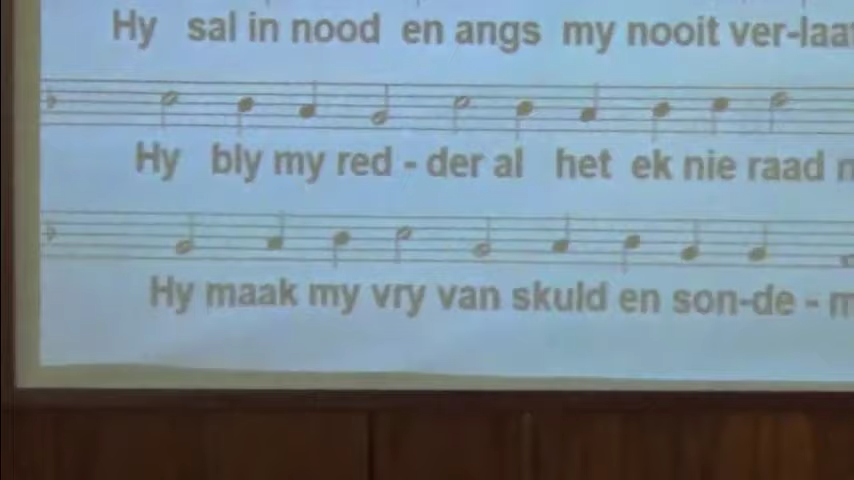 Hy sal in nood en angs my nooit ver-laat
Hy bly my red - der al het ek nie raad
Hy maak my vry van skuld en son-de -